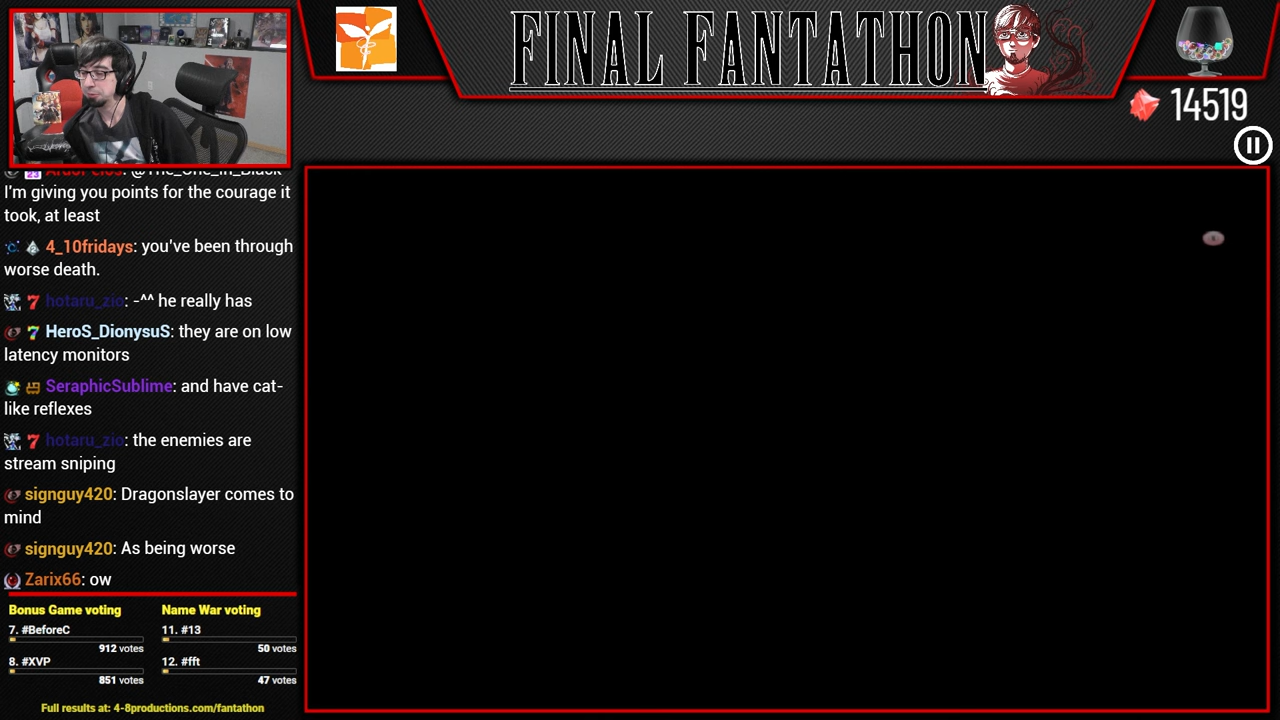 FINAL FANTATHON
14519
I'm giving you points for the courage it
took, at least
4_10fridays: you've been through
worse death.
hotaru_zio: -^^ he really has
HeroS_DionysuS: they are on low
latency monitors
SeraphicSublime: and have cat-
like reflexes
hotaru_zio: the enemies are
stream sniping
signguy420: Dragonslayer comes to
mind
signguy420: As being worse
Zarix66: ow
Bonus Game voting
7. #BeforeC
912 votes
8. #XVP
851 votes
Name War voting
11. #13
50 votes
12. #fft
47 votes
Full results at: 4-8productions.com/fantathon